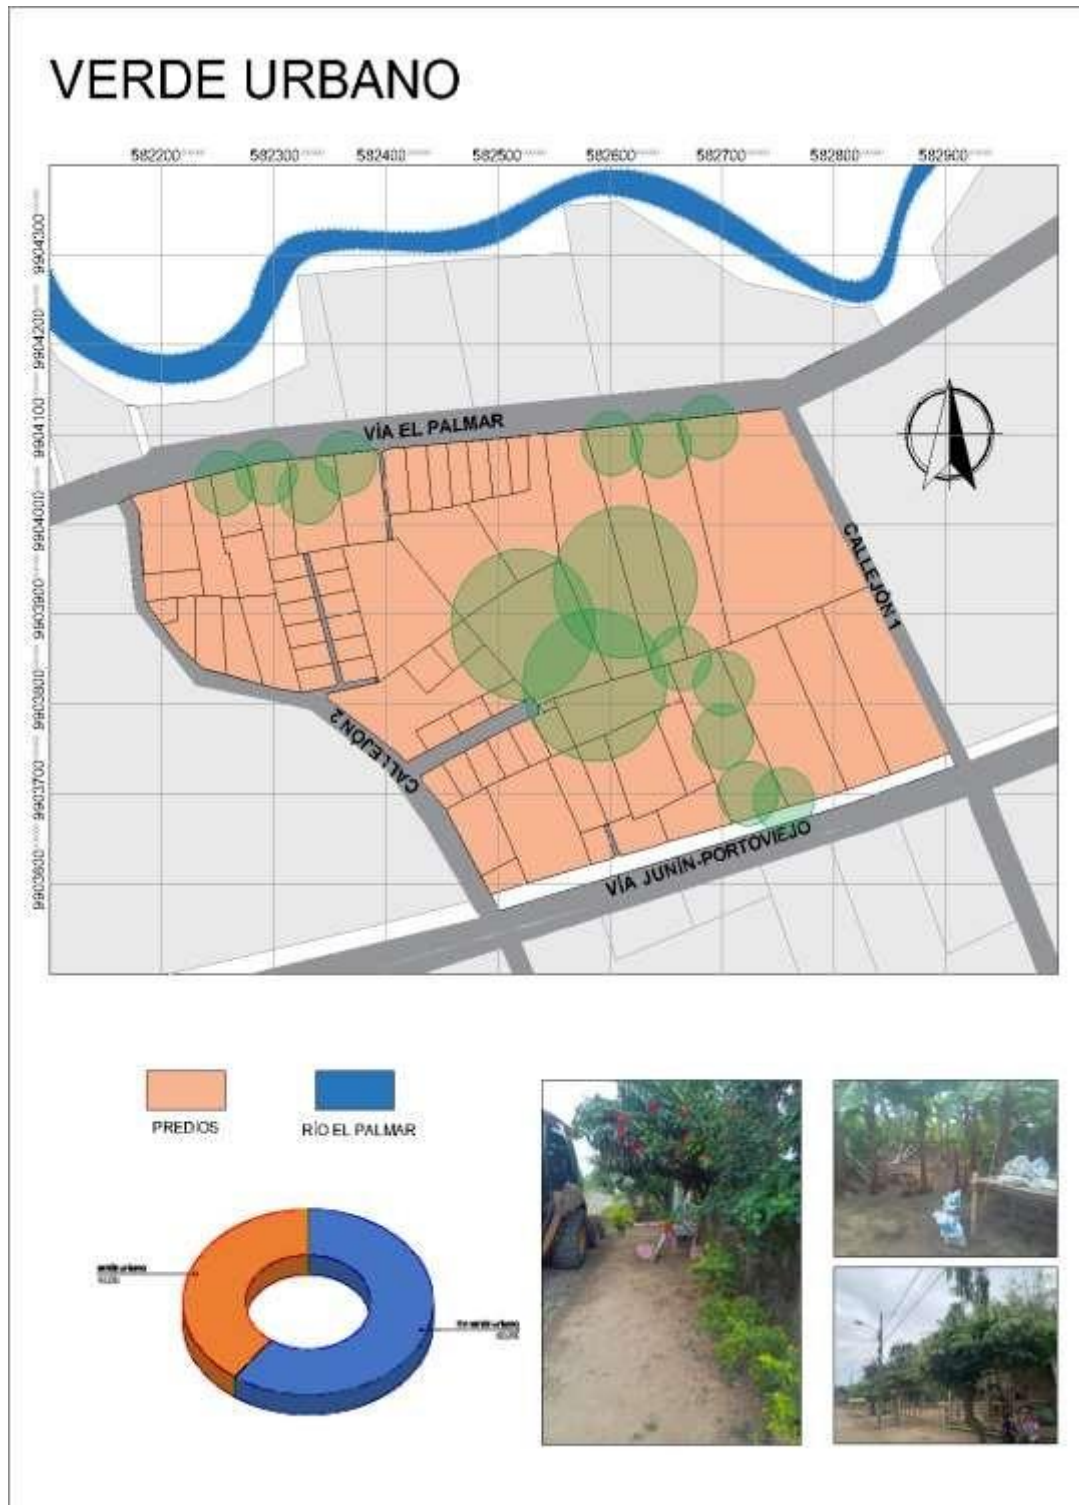 VERDE URBANO
582200 582300 582400 582500 582600 582700 582800 582900
9904300
9904200
9904100
9904000
9903900
9903800
9903700
9903600
VÍA EL PALMAR
CALLEJÓN 1
CALLEJÓN 2
VÍA JUNÍN-PORTOVIEJO
PREDIOS
RÍO EL PALMAR